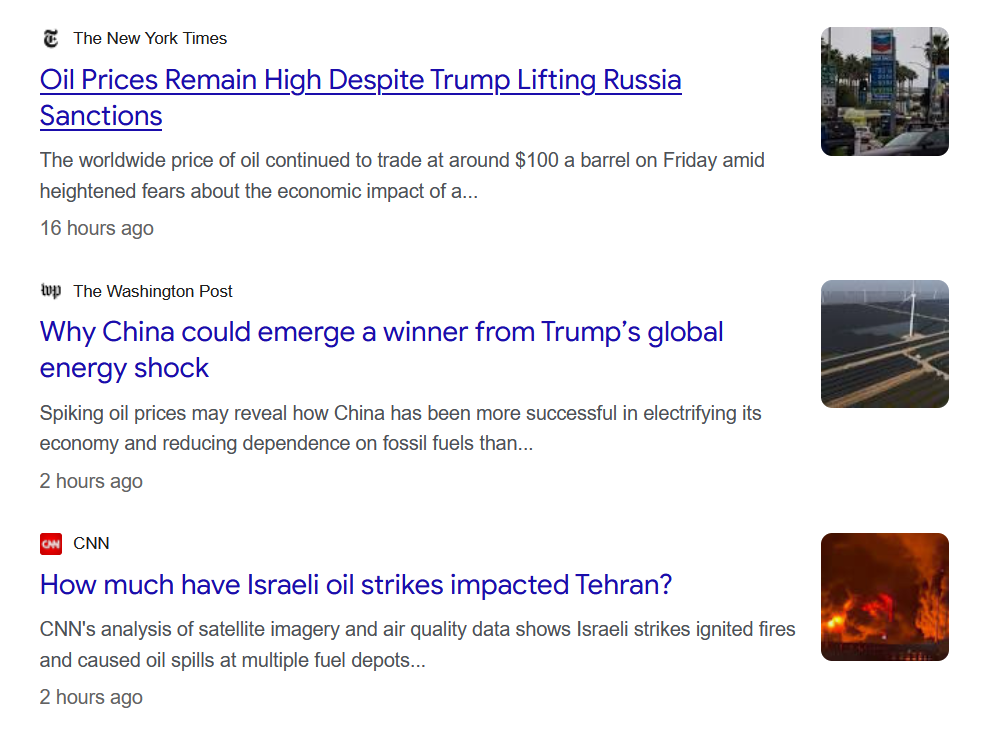 The New York Times
Oil Prices Remain High Despite Trump Lifting Russia
Sanctions
The worldwide price of oil continued to trade at around $100 a barrel on Friday amid
heightened fears about the economic impact of a...
16 hours ago
wp The Washington Post
Why China could emerge a winner from Trump’s global
energy shock
Spiking oil prices may reveal how China has been more successful in electrifying its
economy and reducing dependence on fossil fuels than...
2 hours ago
CNN CNN
How much have Israeli oil strikes impacted Tehran?
CNN's analysis of satellite imagery and air quality data shows Israeli strikes ignited fires
and caused oil spills at multiple fuel depots...
2 hours ago